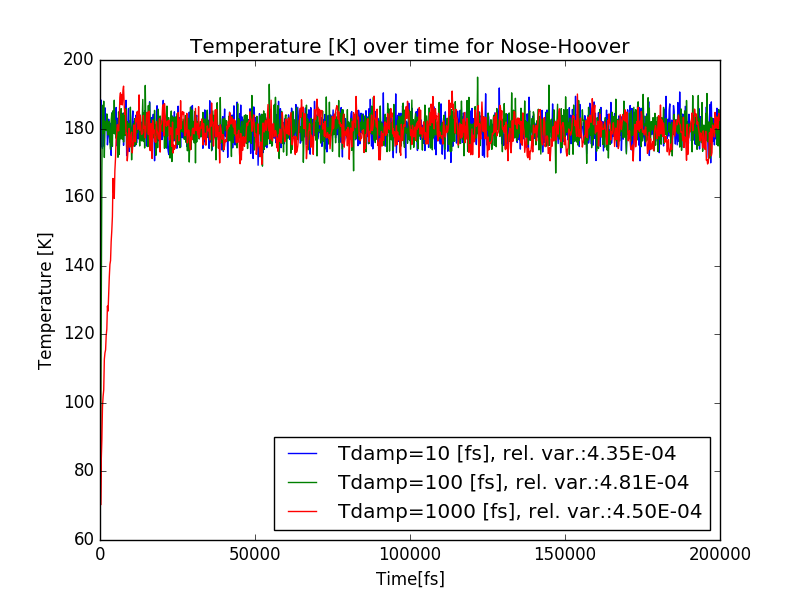 Temperature [K] over time for Nose-Hoover
200
180
160
140
120
100
80
60
Temperature [K]
Tdamp=10 [fs], rel. var.:4.35E-04
Tdamp=100 [fs], rel. var.:4.81E-04
Tdamp=1000 [fs], rel. var.:4.50E-04
0 50000 100000 150000 200000
Time[fs]